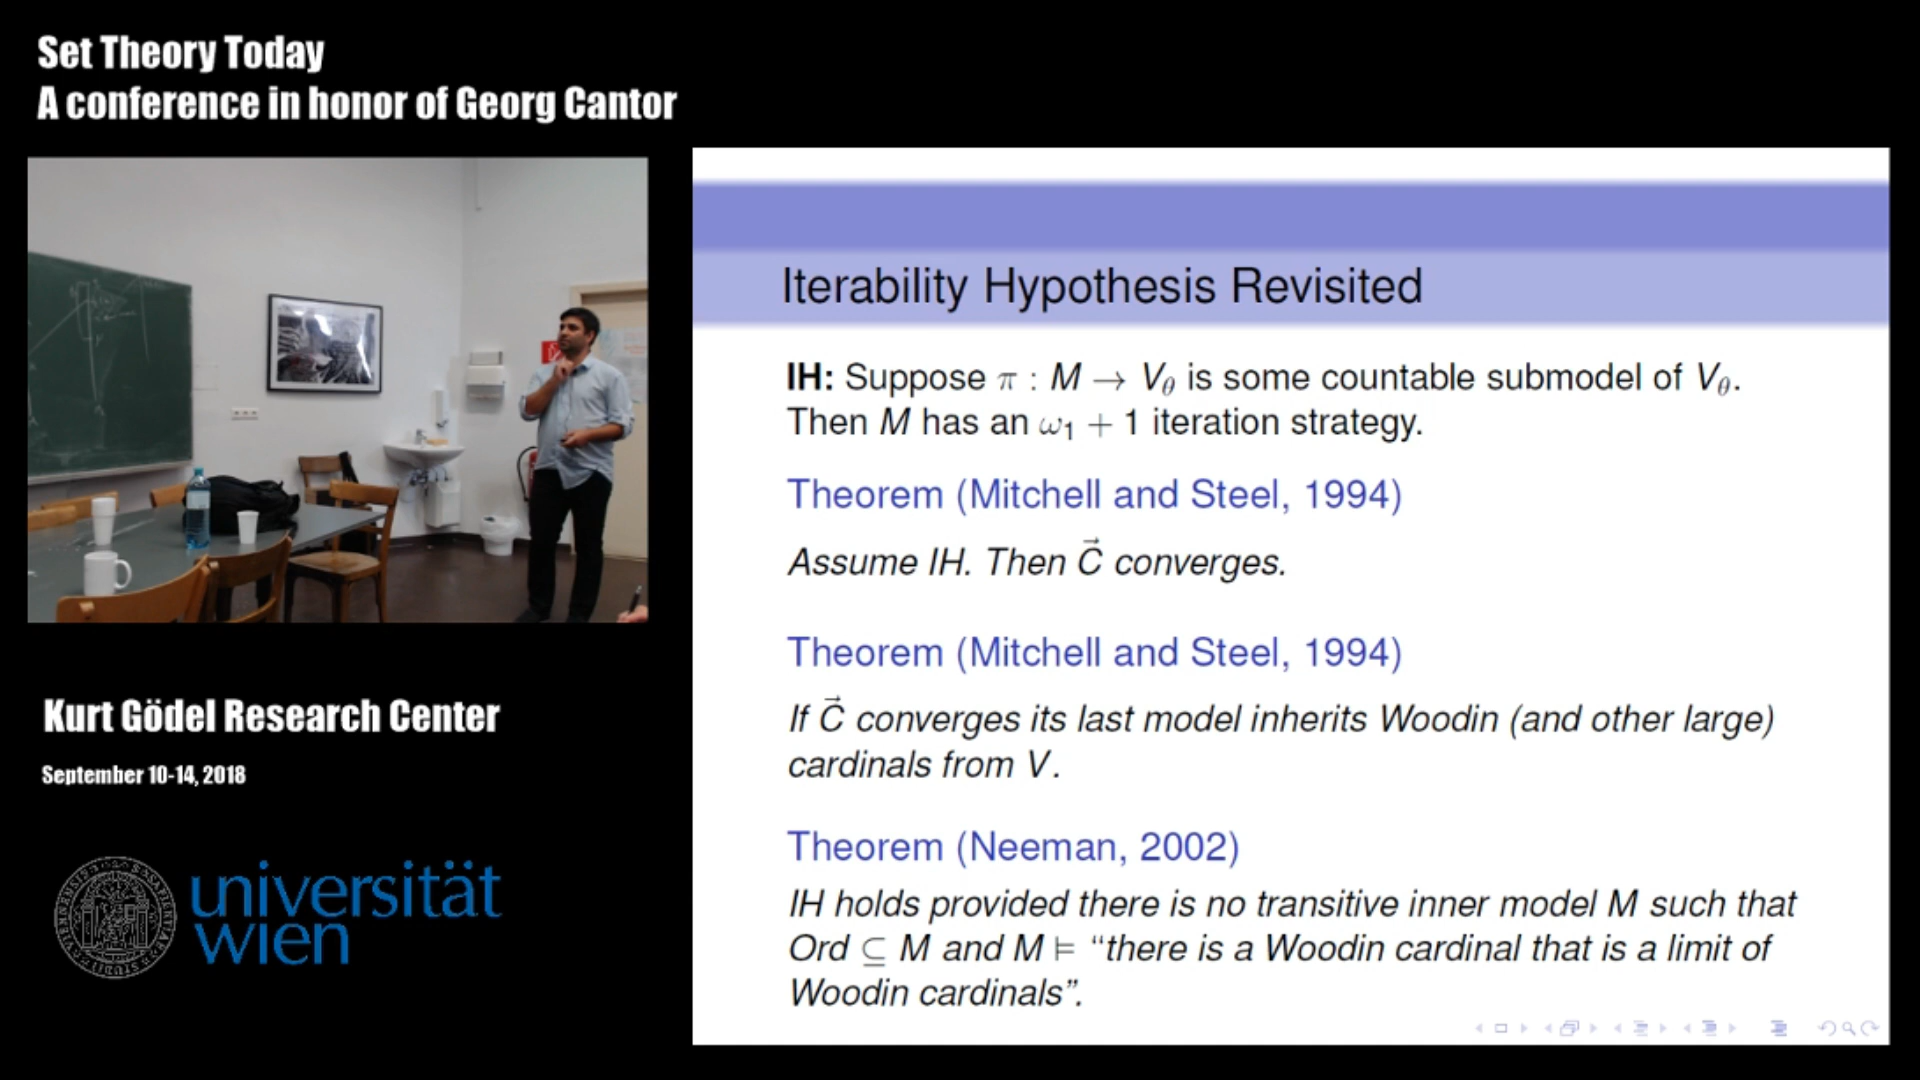 Set Theory Today
A conference in honor of Georg Cantor
Iterability Hypothesis Revisited
IH: Suppose π : M → V_θ is some countable submodel of V_θ.
Then M has an ω₁ + 1 iteration strategy.
Theorem (Mitchell and Steel, 1994)
Assume IH. Then C⃗ converges.
Theorem (Mitchell and Steel, 1994)
If C⃗ converges its last model inherits Woodin (and other large)
cardinals from V.
Theorem (Neeman, 2002)
IH holds provided there is no transitive inner model M such that
Ord ⊆ M and M ⊨ “there is a Woodin cardinal that is a limit of
Woodin cardinals”.
Kurt Gödel Research Center
September 10-14, 2018
universität
wien